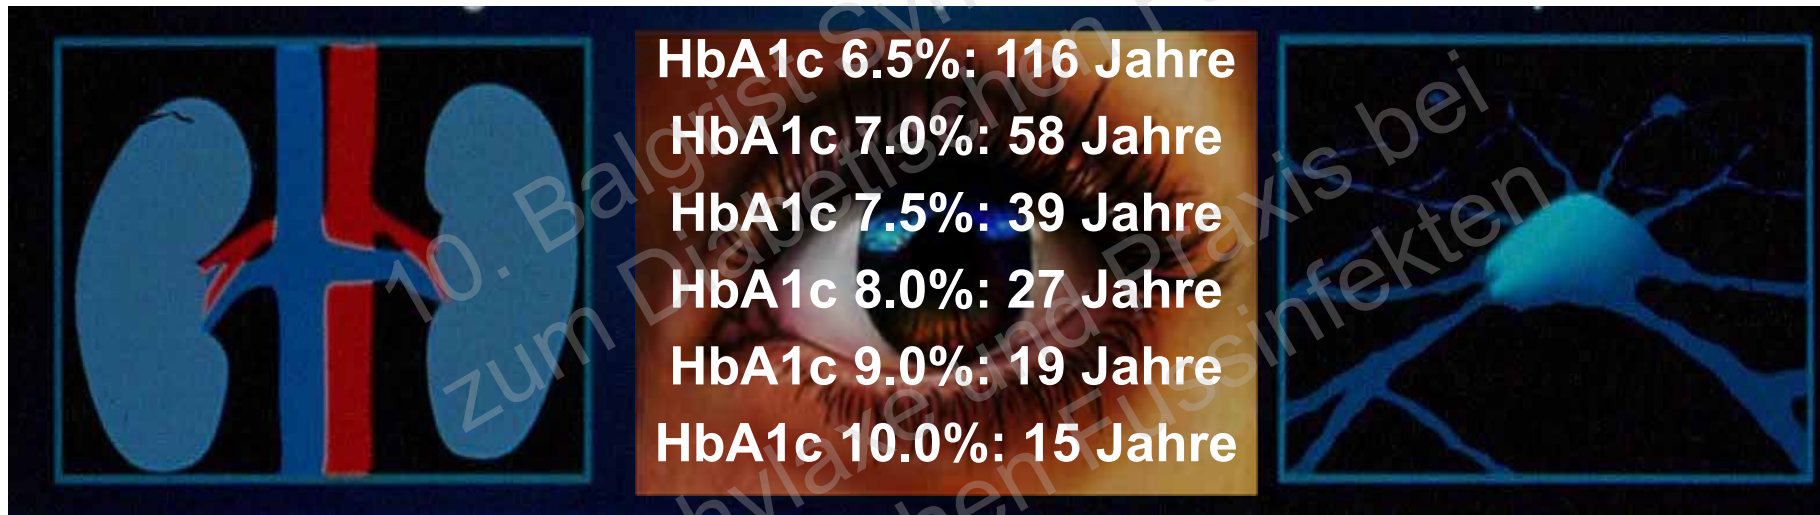 HbA1c 6.5%: 116 Jahre
HbA1c 7.0%: 58 Jahre
HbA1c 7.5%: 39 Jahre
HbA1c 8.0%: 27 Jahre
HbA1c 9.0%: 19 Jahre
HbA1c 10.0%: 15 Jahre
10. Balgrist
zum Diabetischen
und Praxis bei
Fussinfekten